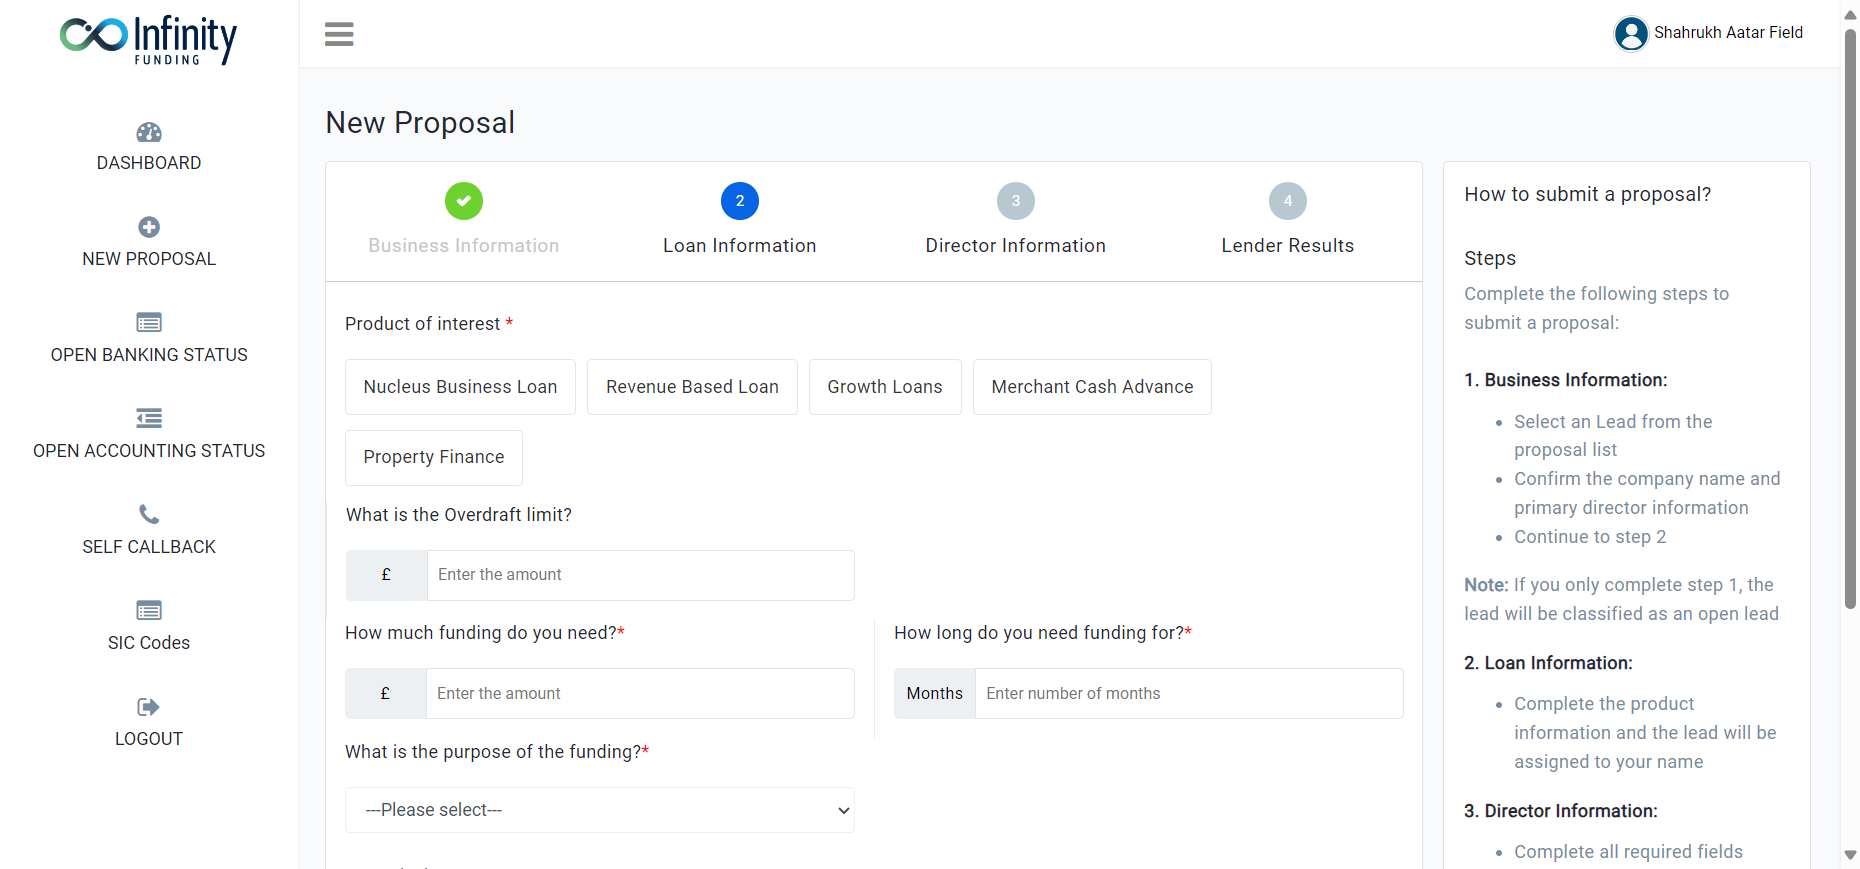 Infinity
FUNDING
Shahrukh Aatar Field
DASHBOARD
NEW PROPOSAL
OPEN BANKING STATUS
OPEN ACCOUNTING STATUS
SELF CALLBACK
SIC Codes
LOGOUT
New Proposal
2
3
4
Business Information
Loan Information
Director Information
Lender Results
Product of interest *
Nucleus Business Loan
Revenue Based Loan
Growth Loans
Merchant Cash Advance
Property Finance
What is the Overdraft limit?
£
Enter the amount
How much funding do you need?*
£
Enter the amount
How long do you need funding for?*
Months
Enter number of months
What is the purpose of the funding?*
---Please select---
How to submit a proposal?
Steps
Complete the following steps to
submit a proposal:
1. Business Information:
• Select an Lead from the
proposal list
• Confirm the company name and
primary director information
• Continue to step 2
Note: If you only complete step 1, the
lead will be classified as an open lead
2. Loan Information:
• Complete the product
information and the lead will be
assigned to your name
3. Director Information:
• Complete all required fields